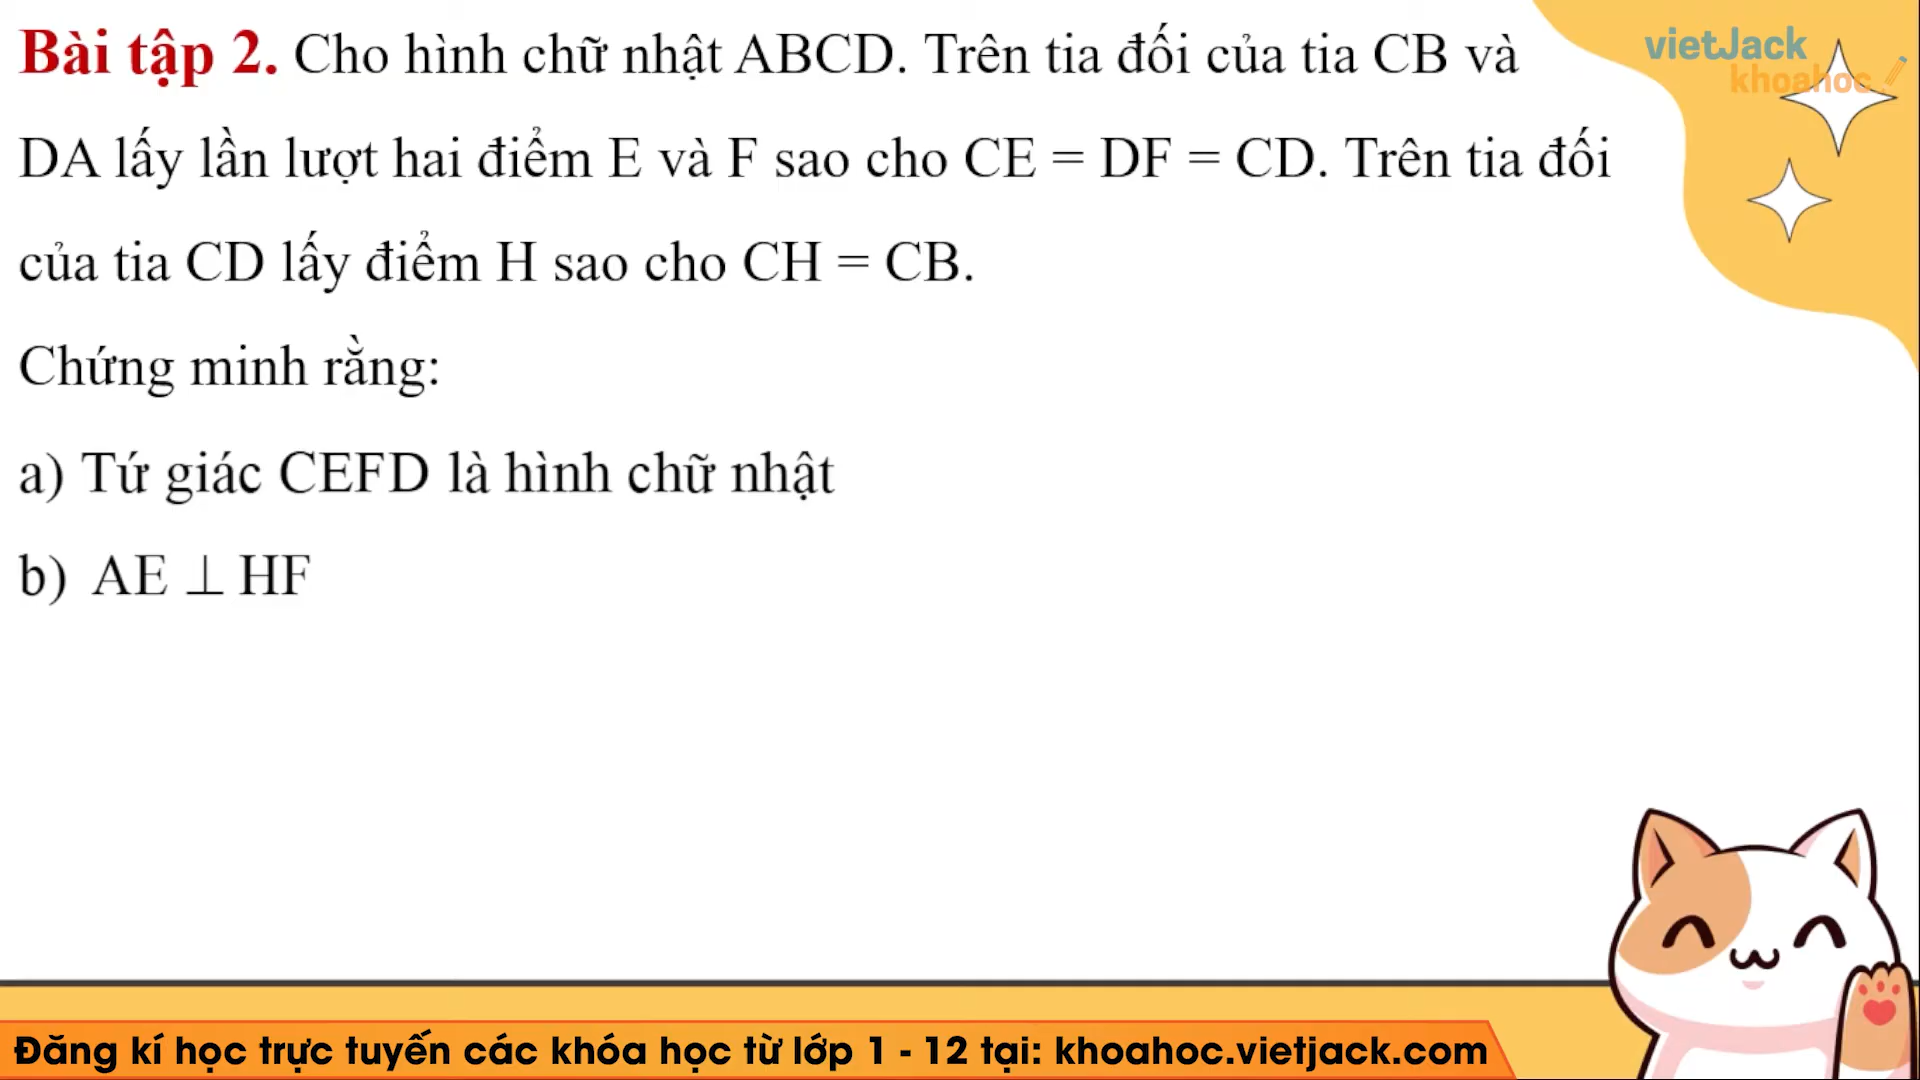 Bài tập 2. Cho hình chữ nhật ABCD. Trên tia đối của tia CB và
DA lấy lần lượt hai điểm E và F sao cho CE = DF = CD. Trên tia đối
của tia CD lấy điểm H sao cho CH = CB.
Chứng minh rằng:
a) Tứ giác CEFD là hình chữ nhật
b) AE ⊥ HF
vietJack
khoahoc
Đăng kí học trực tuyến các khóa học từ lớp 1 - 12 tại: khoahoc.vietjack.com